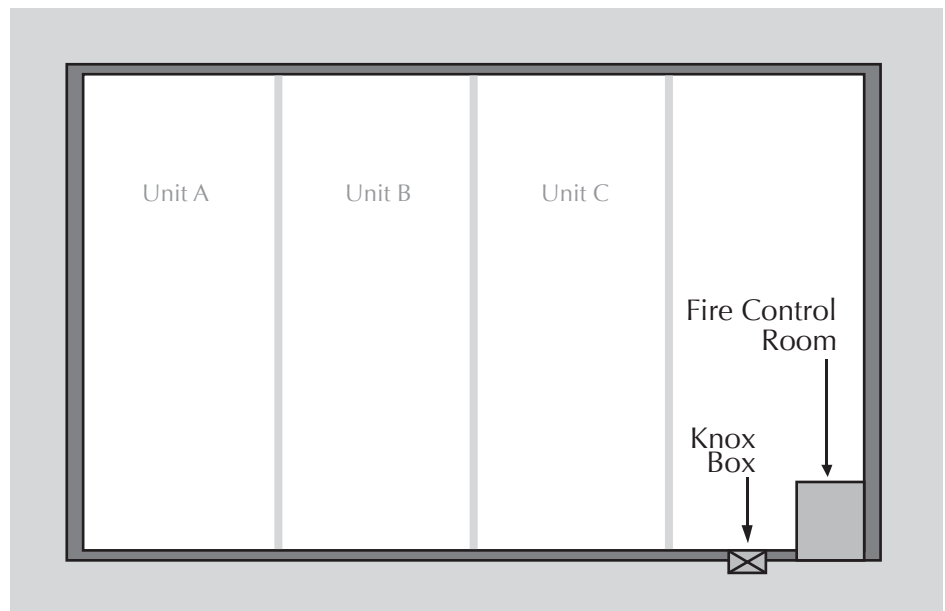 Unit A
Unit B
Unit C
Fire Control
Room
Knox
Box